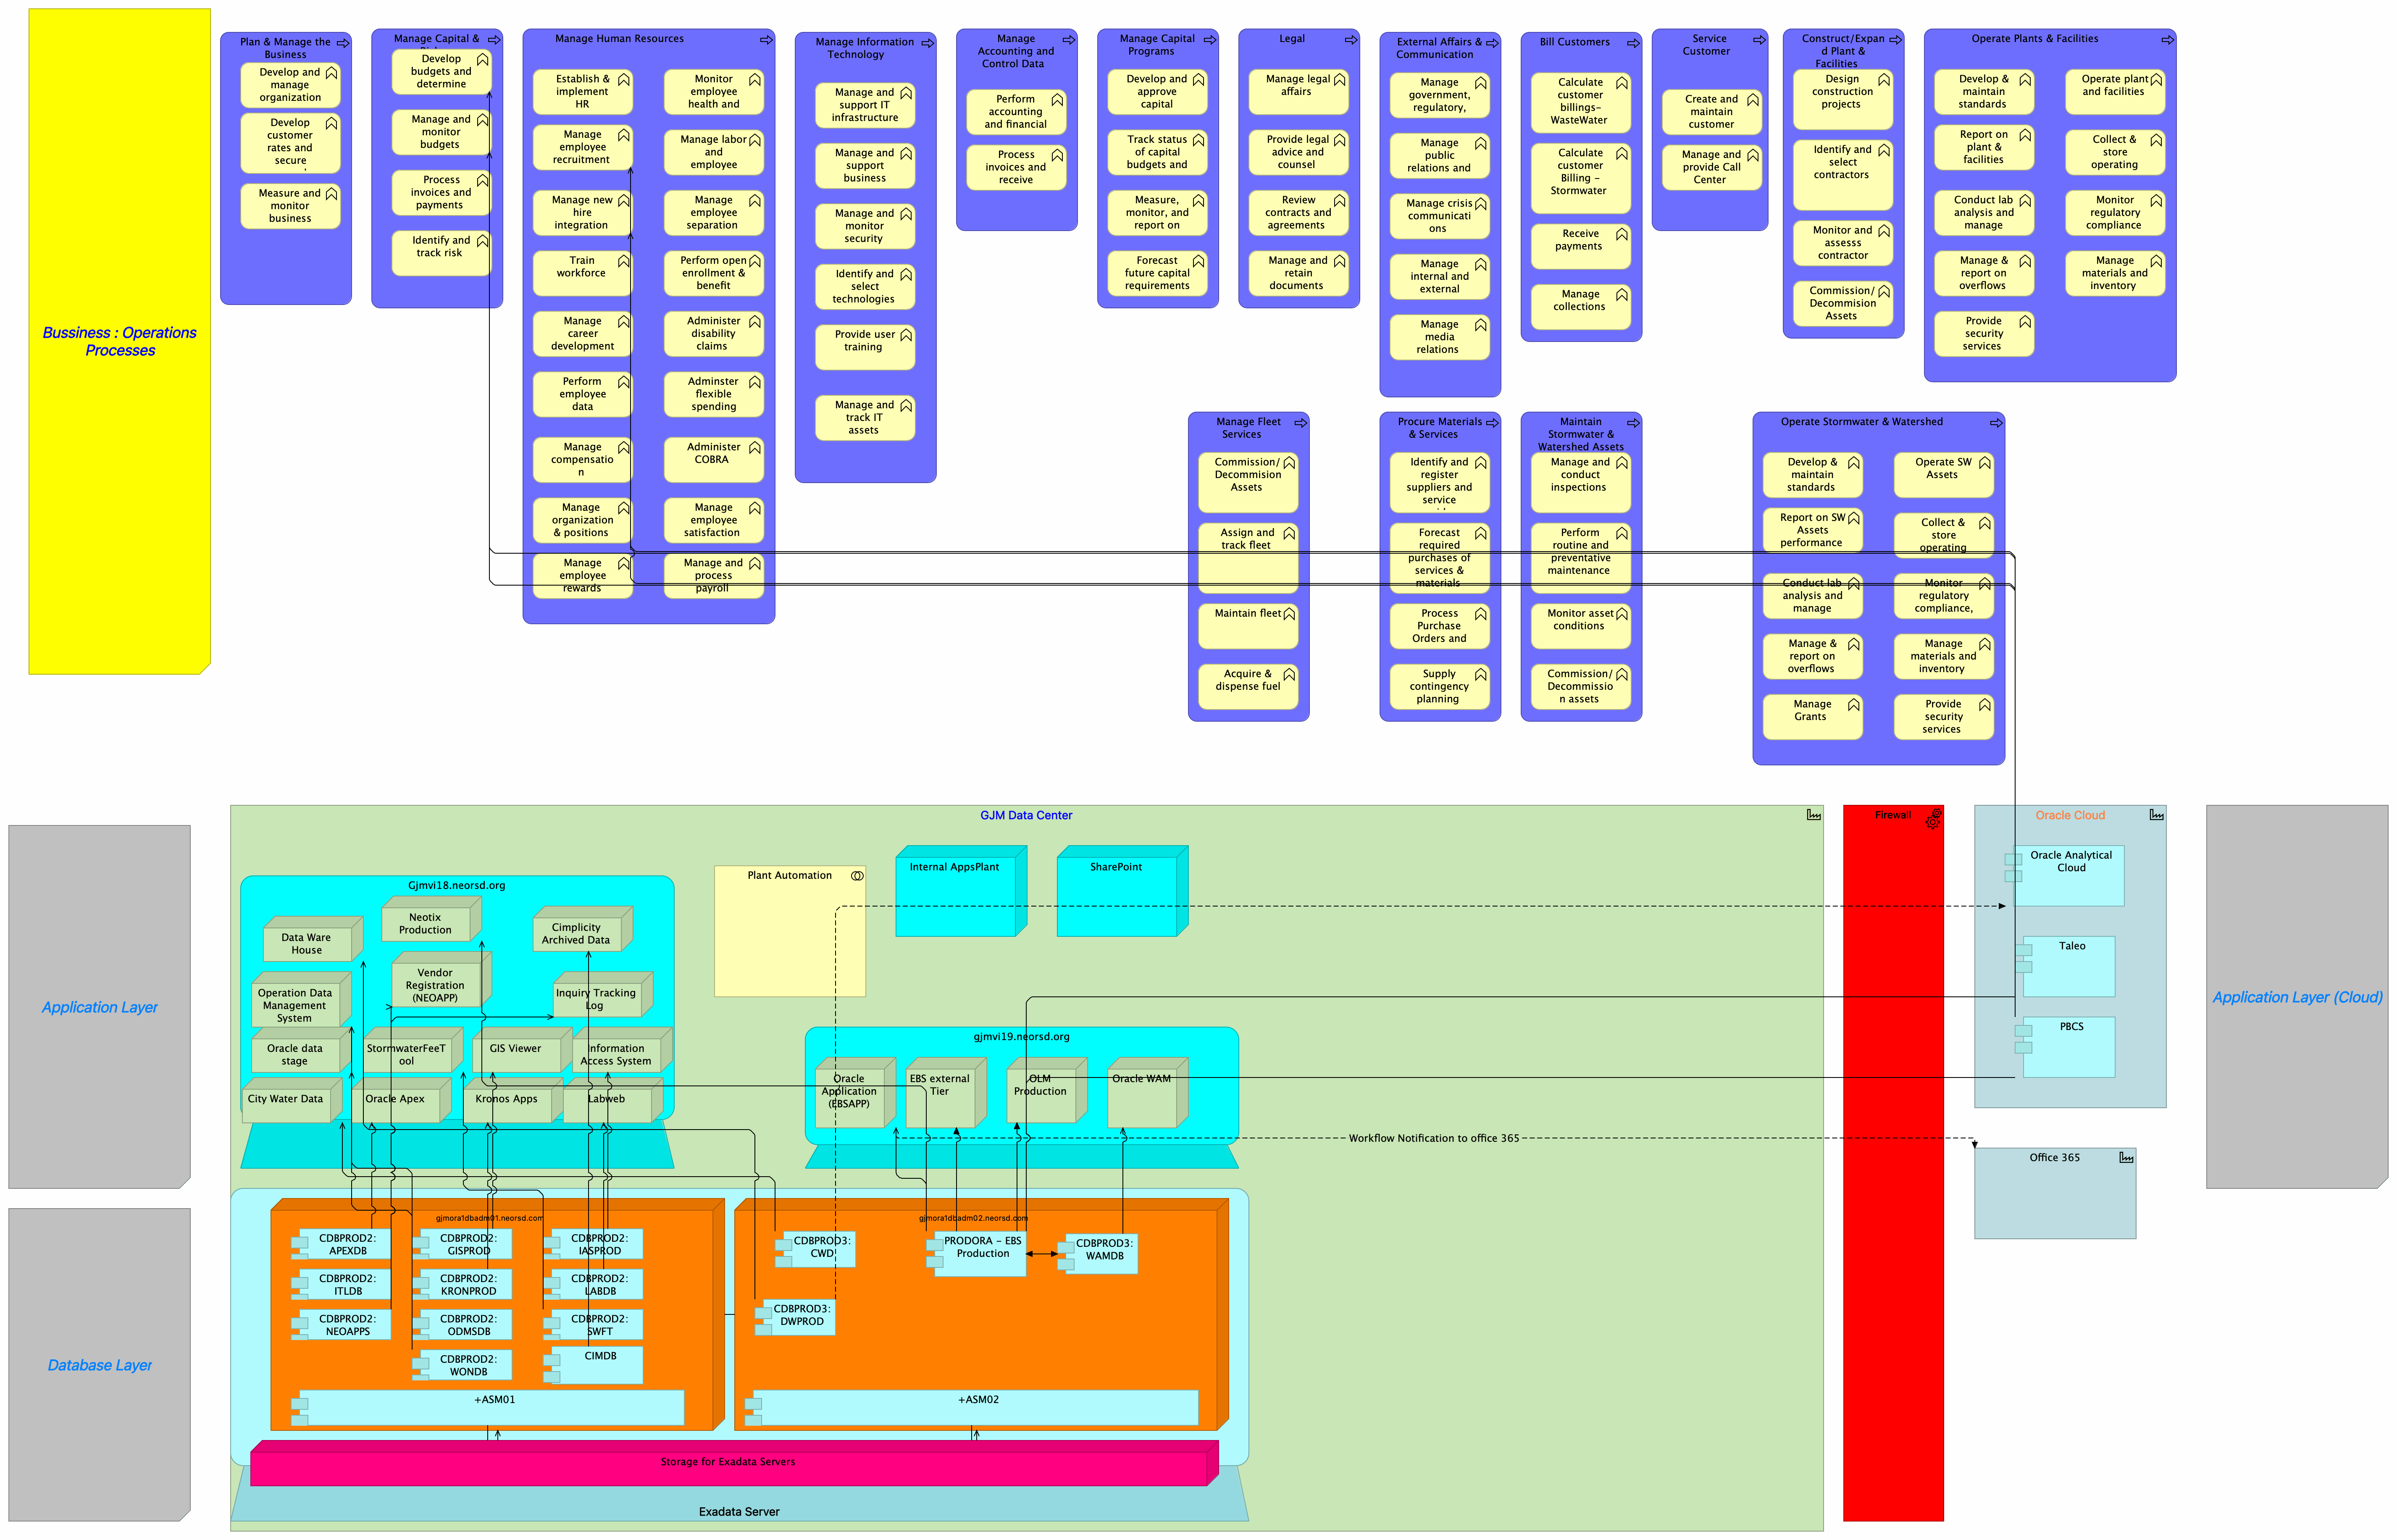 Bussiness : Operations
Processes
Plan & Manage the
Business
Develop and
manage
organization
Develop
customer
rates and
secure
Measure and
monitor
business
Manage Capital &
Develop
budgets and
determine
Manage and
monitor
budgets
Process
invoices and
payments
Identify and
track risk
Manage Human Resources
Establish &
implement
HR
Manage
employee
recruitment
Manage new
hire
integration
Train
workforce
Manage
career
development
Perform
employee
data
Manage
compensatio
n
Manage
organization
& positions
Manage
employee
rewards
Monitor
employee
health and
Manage labor
and
employee
Manage
employee
separation
Perform open
enrollment &
benefit
Administer
disability
claims
Adminster
flexible
spending
Administer
COBRA
Manage
employee
satisfaction
Manage and
process
payroll
Manage Information
Technology
Manage and
support IT
infrastructure
Manage and
support
business
Manage and
monitor
security
Identify and
select
technologies
Provide user
training
Manage and
track IT
assets
Manage
Accounting and
Control Data
Perform
accounting
and financial
Process
invoices and
receive
Manage Capital
Programs
Develop and
approve
capital
Track status
of capital
budgets and
Measure,
monitor, and
report on
Forecast
future capital
requirements
Legal
Manage legal
affairs
Provide legal
advice and
counsel
Review
contracts and
agreements
Manage and
retain
documents
External Affairs &
Communication
Manage
government,
regulatory,
Manage
public
relations and
Manage crisis
communicati
ons
Manage
internal and
external
Manage
media
relations
Bill Customers
Calculate
customer
billings-
WasteWater
Calculate
customer
Billing -
Stormwater
Receive
payments
Manage
collections
Service
Customer
Create and
maintain
customer
Manage and
provide Call
Center
Construct/Expan
d Plant &
Facilities
Design
construction
projects
Identify and
select
contractors
Monitor and
assesss
contractor
Commission/
Decommision
Assets
Operate Plants & Facilities
Develop &
maintain
standards
Report on
plant &
facilities
Conduct lab
analysis and
manage
Manage &
report on
overflows
Provide
security
services
Operate plant
and facilities
Collect &
store
operating
Monitor
regulatory
compliance
Manage
materials and
inventory
Manage Fleet
Services
Commission/
Decommision
Assets
Assign and
track fleet
Maintain fleet
Acquire &
dispense fuel
Procure Materials
& Services
Identify and
register
suppliers and
service
Forecast
required
purchases of
services &
materials
Process
Purchase
Orders and
Supply
contingency
planning
Maintain
Stormwater &
Watershed Assets
Manage and
conduct
inspections
Perform
routine and
preventative
maintenance
Monitor asset
conditions
Commission/
Decommissio
n assets
Operate Stormwater & Watershed
Develop &
maintain
standards
Report on SW
Assets
performance
Conduct lab
analysis and
manage
Manage &
report on
overflows
Manage
Grants
Operate SW
Assets
Collect &
store
operating
Monitor
regulatory
compliance,
Manage
materials and
inventory
Provide
security
services
Application Layer
Database Layer
GJM Data Center
Gjmvi18.neorsd.org
Data Ware
House
Neotix
Production
Cimplicity
Archived Data
Operation Data
Management
System
Vendor
Registration
(NEOAPP)
Inquiry Tracking
Log
Oracle data
stage
StormwaterFeeT
ool
GIS Viewer
Information
Access System
City Water Data
Oracle Apex
Kronos Apps
Labweb
Plant Automation
Internal AppsPlant
SharePoint
gjmvi19.neorsd.org
Oracle
Application
(EBSAPP)
EBS external
Tier
OLM
Production
Oracle WAM
Workflow Notification to office 365
gjmora1dbadm01.neorsd.com
CDBPROD2:
APEXDB
CDBPROD2:
GISPROD
CDBPROD2:
IASPROD
CDBPROD2:
ITLDB
CDBPROD2:
KRONPROD
CDBPROD2:
LABDB
CDBPROD2:
NEOAPPS
CDBPROD2:
ODMSDB
CDBPROD2:
SWFT
CDBPROD2:
WONDB
CIMDB
+ASM01
gjmora1dbadm02.neorsd.com
CDBPROD3:
CWD
PRODORA - EBS
Production
CDBPROD3:
WAMDB
CDBPROD3:
DWPROD
+ASM02
Storage for Exadata Servers
Exadata Server
Firewall
Oracle Cloud
Oracle Analytical
Cloud
Taleo
PBCS
Office 365
Application Layer (Cloud)